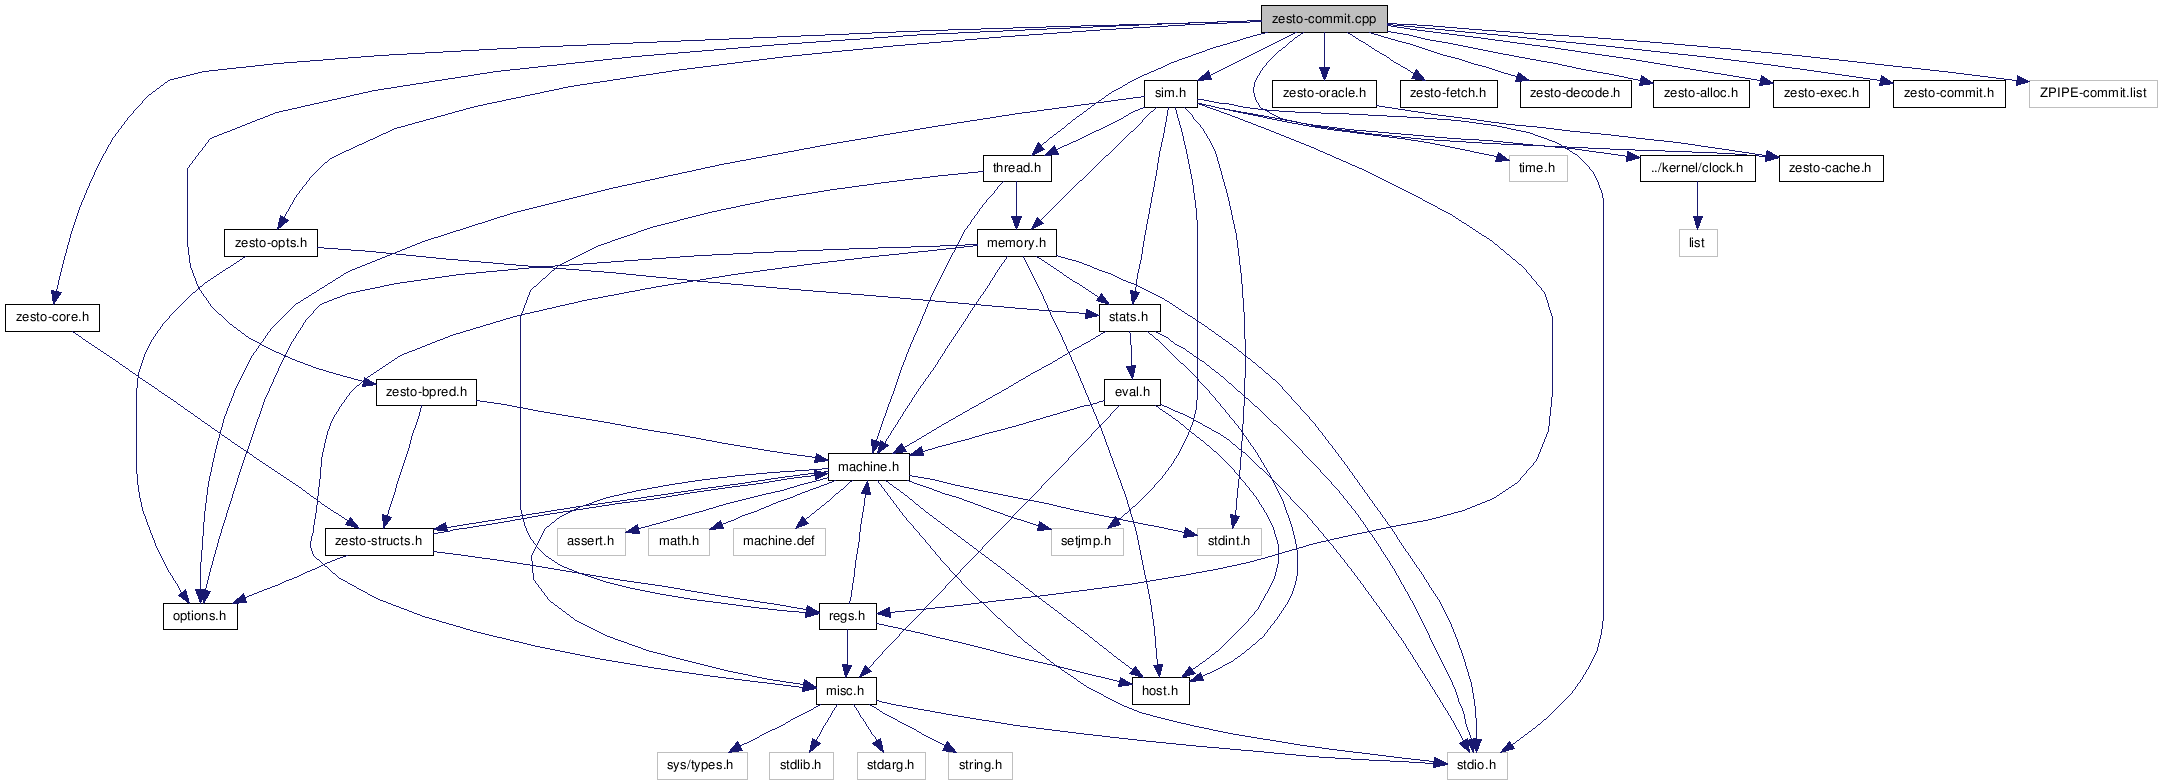 zesto-commit.cpp
sim.h
zesto-oracle.h
zesto-fetch.h
zesto-decode.h
zesto-alloc.h
zesto-exec.h
zesto-commit.h
ZPIPE-commit.list
thread.h
time.h
../kernel/clock.h
zesto-cache.h
zesto-opts.h
memory.h
list
zesto-core.h
stats.h
zesto-bpred.h
eval.h
machine.h
zesto-structs.h
assert.h
math.h
machine.def
setjmp.h
stdint.h
options.h
regs.h
misc.h
host.h
sys/types.h
stdlib.h
stdarg.h
string.h
stdio.h